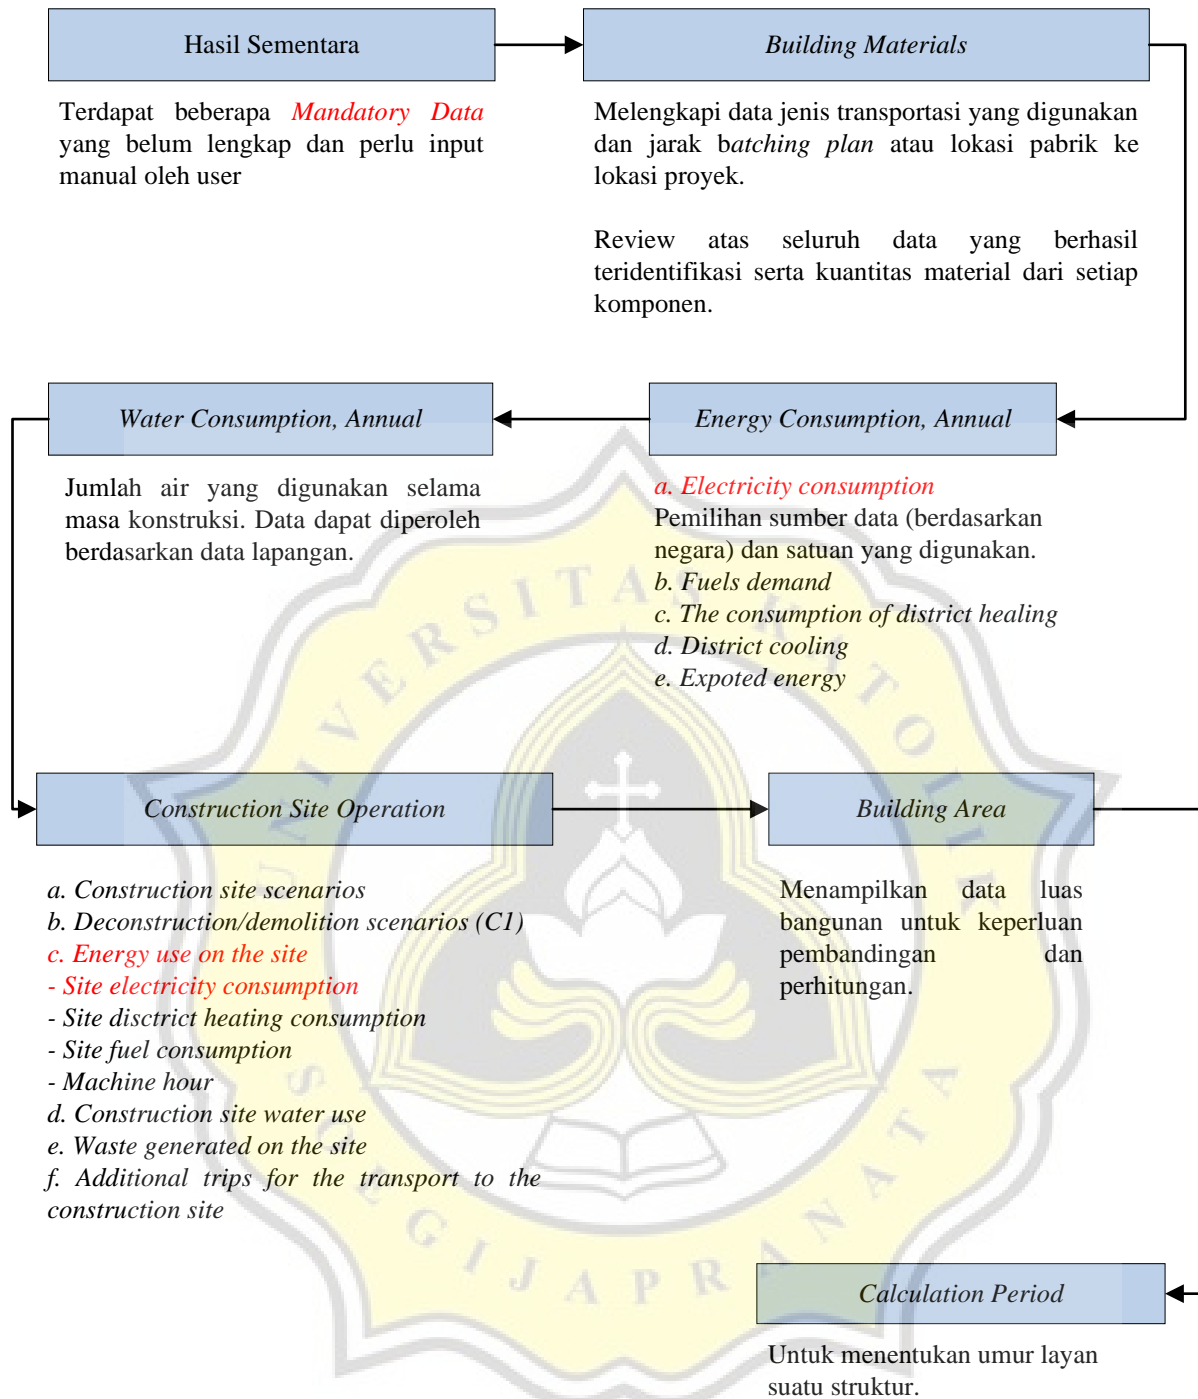 Hasil Sementara
Building Materials
Terdapat beberapa Mandatory Data
yang belum lengkap dan perlu input
manual oleh user
Melengkapi data jenis transportasi yang digunakan
dan jarak batching plan atau lokasi pabrik ke
lokasi proyek.
Review atas seluruh data yang berhasil
teridentifikasi serta kuantitas material dari setiap
komponen.
Energy Consumption, Annual
a. Electricity consumption
Pemilihan sumber data (berdasarkan
negara) dan satuan yang digunakan.
b. Fuels demand
c. The consumption of district healing
d. District cooling
e. Expoted energy
Water Consumption, Annual
Jumlah air yang digunakan selama
masa konstruksi. Data dapat diperoleh
berdasarkan data lapangan.
Construction Site Operation
a. Construction site scenarios
b. Deconstruction/demolition scenarios (C1)
c. Energy use on the site
- Site electricity consumption
- Site disctrict heating consumption
- Site fuel consumption
- Machine hour
d. Construction site water use
e. Waste generated on the site
f. Additional trips for the transport to the
construction site
Building Area
Menampilkan data luas
bangunan untuk keperluan
pembandingan dan
perhitungan.
Calculation Period
Untuk menentukan umur layan
suatu struktur.
UNIVERSITAS KATOLIK
SOEGIJAPRANATA